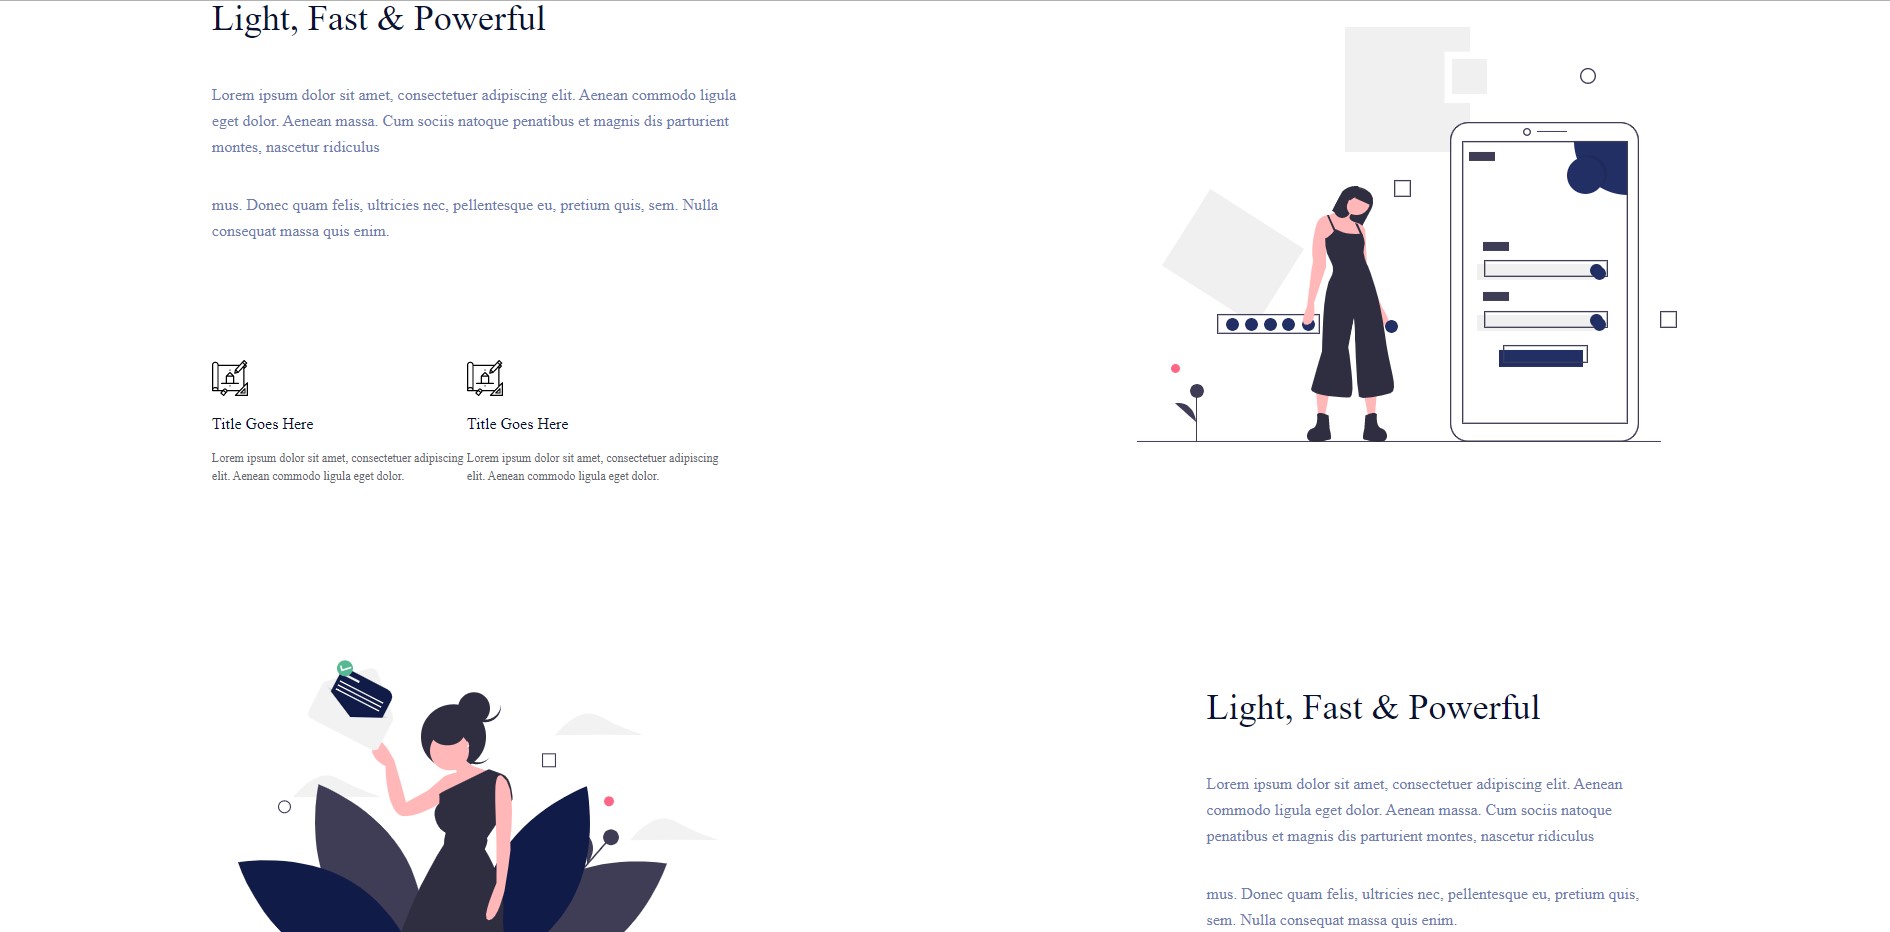 Light, Fast & Powerful
Lorem ipsum dolor sit amet, consectetuer adipiscing elit. Aenean commodo ligula
eget dolor. Aenean massa. Cum sociis natoque penatibus et magnis dis parturient
montes, nascetur ridiculus
mus. Donec quam felis, ultricies nec, pellentesque eu, pretium quis, sem. Nulla
consequat massa quis enim.
Title Goes Here
Lorem ipsum dolor sit amet, consectetuer adipiscing
elit. Aenean commodo ligula eget dolor.
Title Goes Here
Lorem ipsum dolor sit amet, consectetuer adipiscing
elit. Aenean commodo ligula eget dolor.
Light, Fast & Powerful
Lorem ipsum dolor sit amet, consectetuer adipiscing elit. Aenean
commodo ligula eget dolor. Aenean massa. Cum sociis natoque
penatibus et magnis dis parturient montes, nascetur ridiculus
mus. Donec quam felis, ultricies nec, pellentesque eu, pretium quis,
sem. Nulla consequat massa quis enim.